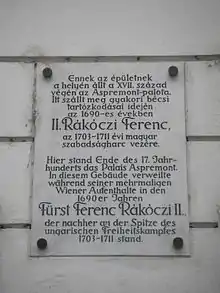 Ennek az épületnek
a helyén állt a XVII. század
végén az Aspremont-palota.
Itt szállt meg gyakori bécsi
tartózkodásai idején
az 1690-es években
II. Rákóczi Ferenc,
az 1703-1711 évi magyar
szabadságharc vezére.
Hier stand Ende des 17. Jahr-
hunderts das Palais Aspremont.
In diesem Gebäude verweilte
während seiner mehrmaligen
Wiener Aufenthalte in den
1690er Jahren
Fürst Ferenc Rákóczi II.,
der nachher an der Spitze des
ungarischen Freiheitskampfes
1703-1711 stand.